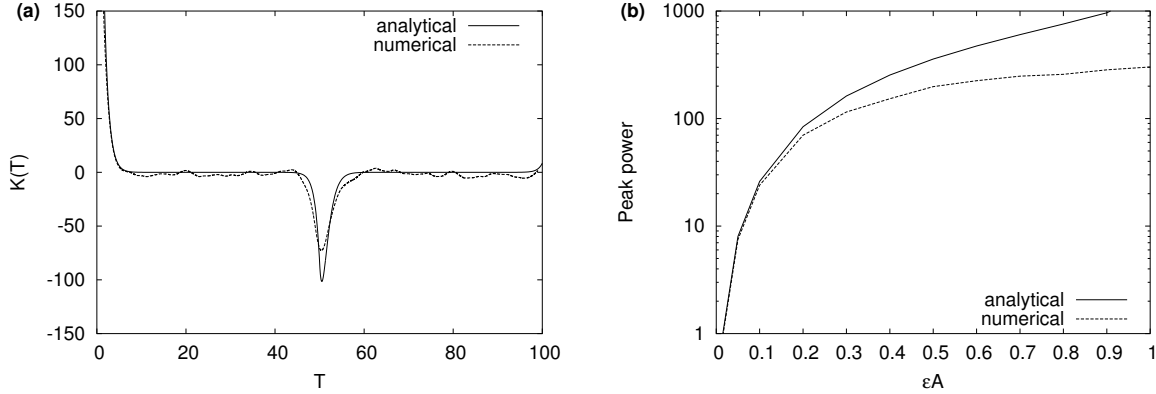 (a)
150
100
50
0
-50
-100
-150
K(T)
0 20 40 60 80 100
T
analytical
numerical
(b)
1000
100
10
1
Peak power
0 0.1 0.2 0.3 0.4 0.5 0.6 0.7 0.8 0.9 1
εA
analytical
numerical